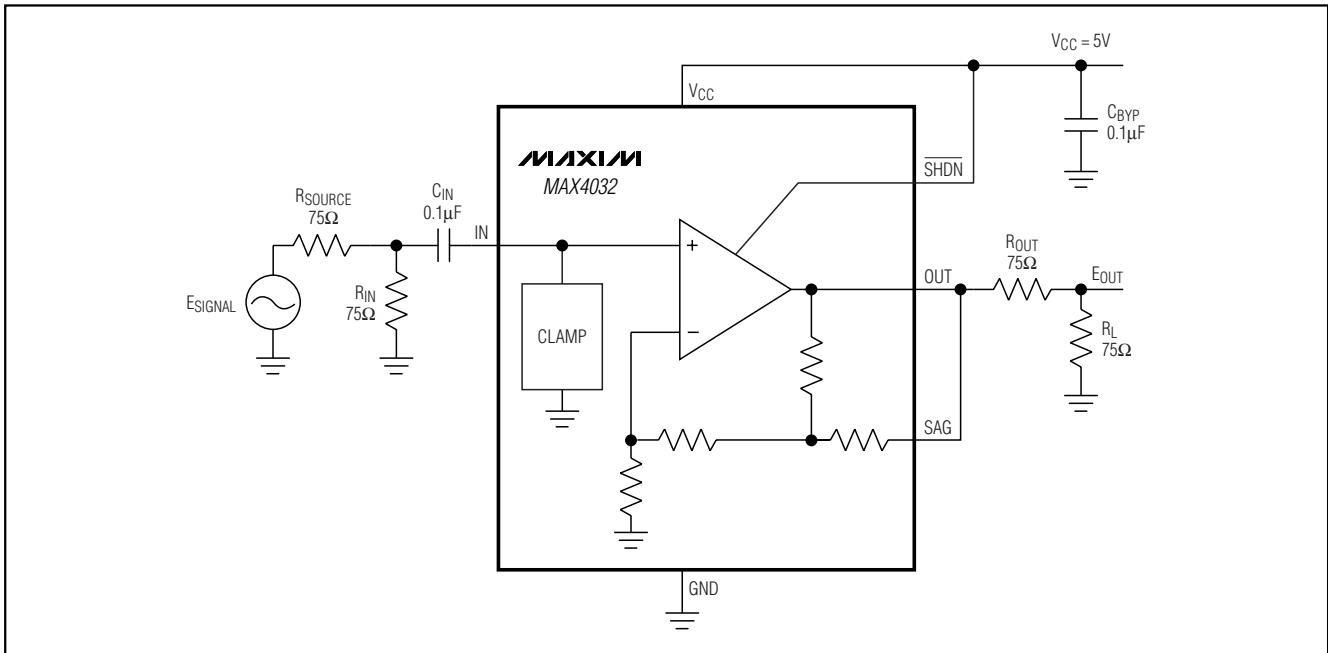 VCC = 5V
VCC
CBYP
0.1µF
MAXIM
MAX4032
SHDN
RSOURCE
75Ω
CIN
0.1µF
IN
+
ROUT
75Ω
OUT
EOUT
RIN
75Ω
ESIGNAL
CLAMP
−
RL
75Ω
SAG
GND